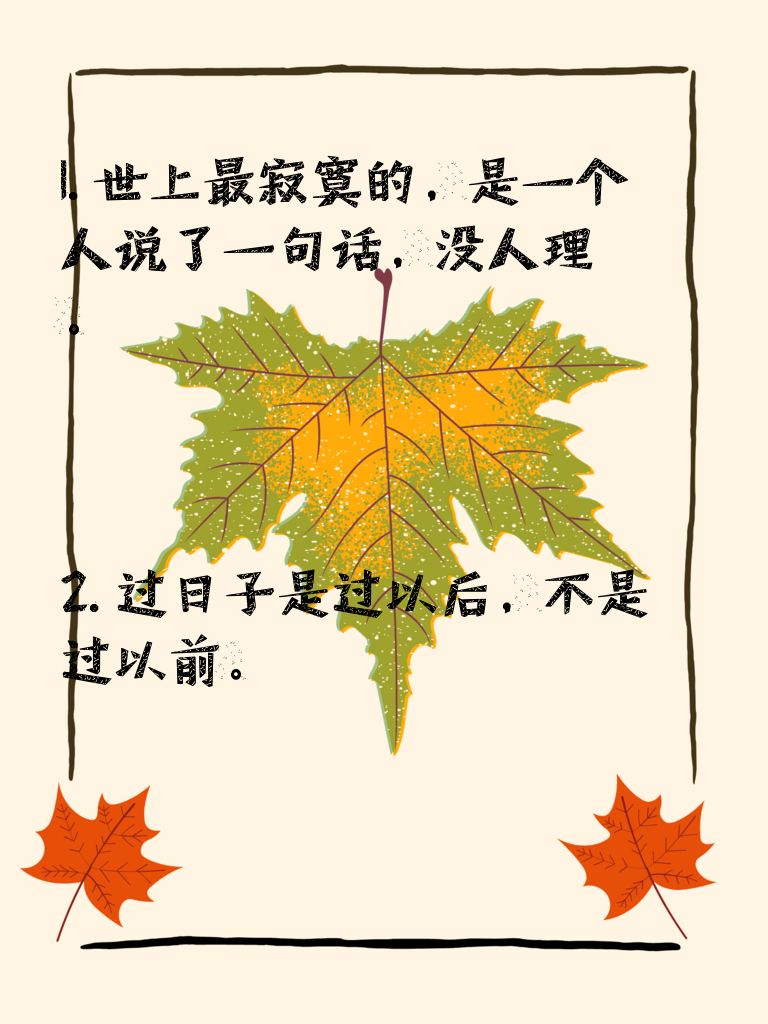 1. 世上最寂寞的，是一个
人说了一句话，没人理
。
2. 过日子是过以后，不是
过以前。